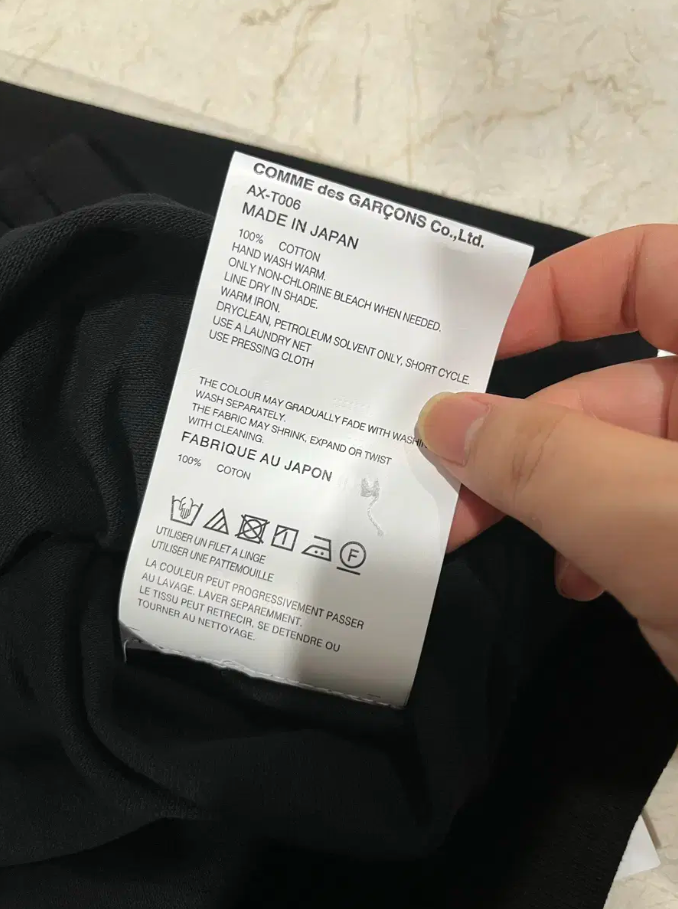 COMME des GARÇONS Co.,Ltd.
AX-T006
MADE IN JAPAN
100% COTTON
HAND WASH WARM.
ONLY NON-CHLORINE BLEACH WHEN NEEDED.
LINE DRY IN SHADE.
WARM IRON.
DRYCLEAN, PETROLEUM SOLVENT ONLY, SHORT CYCLE.
USE A LAUNDRY NET
USE PRESSING CLOTH
THE COLOUR MAY GRADUALLY FADE WITH
WASH SEPARATELY.
THE FABRIC MAY SHRINK, EXPAND OR TWIST
WITH CLEANING.
FABRIQUE AU JAPON
100% COTON
F
UTILISER UN FILET A LINGE
UTILISER UNE PATTEMOUILLE
LA COULEUR PEUT PROGRESSIVEMENT PASSER
AU LAVAGE. LAVER SEPAREMMENT.
LE TISSU PEUT RETRECIR, SE DETENDRE OU
TOURNER AU NETTOYAGE.